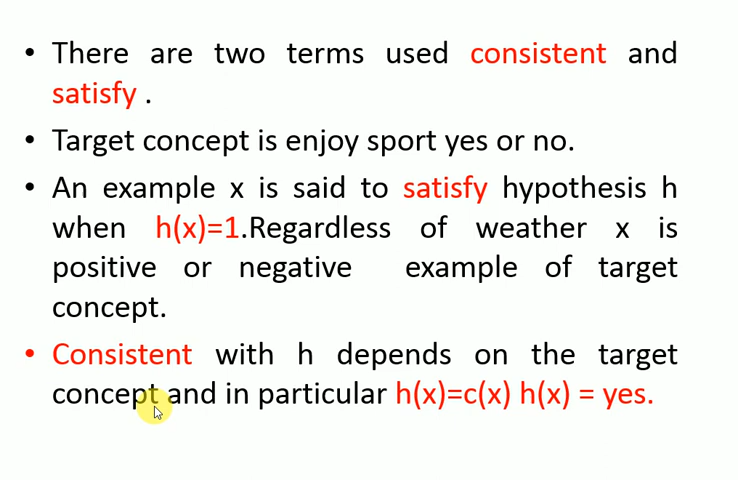 • There are two terms used consistent and
satisfy .
• Target concept is enjoy sport yes or no.
• An example x is said to satisfy hypothesis h
when h(x)=1.Regardless of weather x is
positive or negative example of target
concept.
• Consistent with h depends on the target
concept and in particular h(x)=c(x) h(x) = yes.